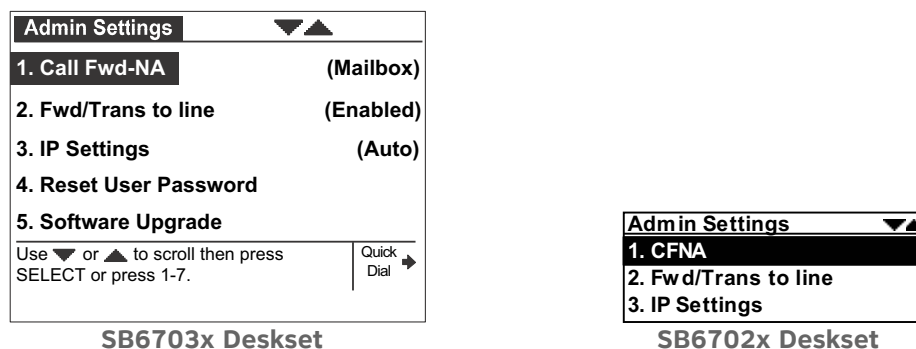 Admin Settings
1. Call Fwd-NA (Mailbox)
2. Fwd/Trans to line (Enabled)
3. IP Settings (Auto)
4. Reset User Password
5. Software Upgrade
Use ▼ or ▲ to scroll then press
SELECT or press 1-7.
Quick
Dial
SB6703x Deskset
Admin Settings
1. CFNA
2. Fwd/Trans to line
3. IP Settings
SB6702x Deskset